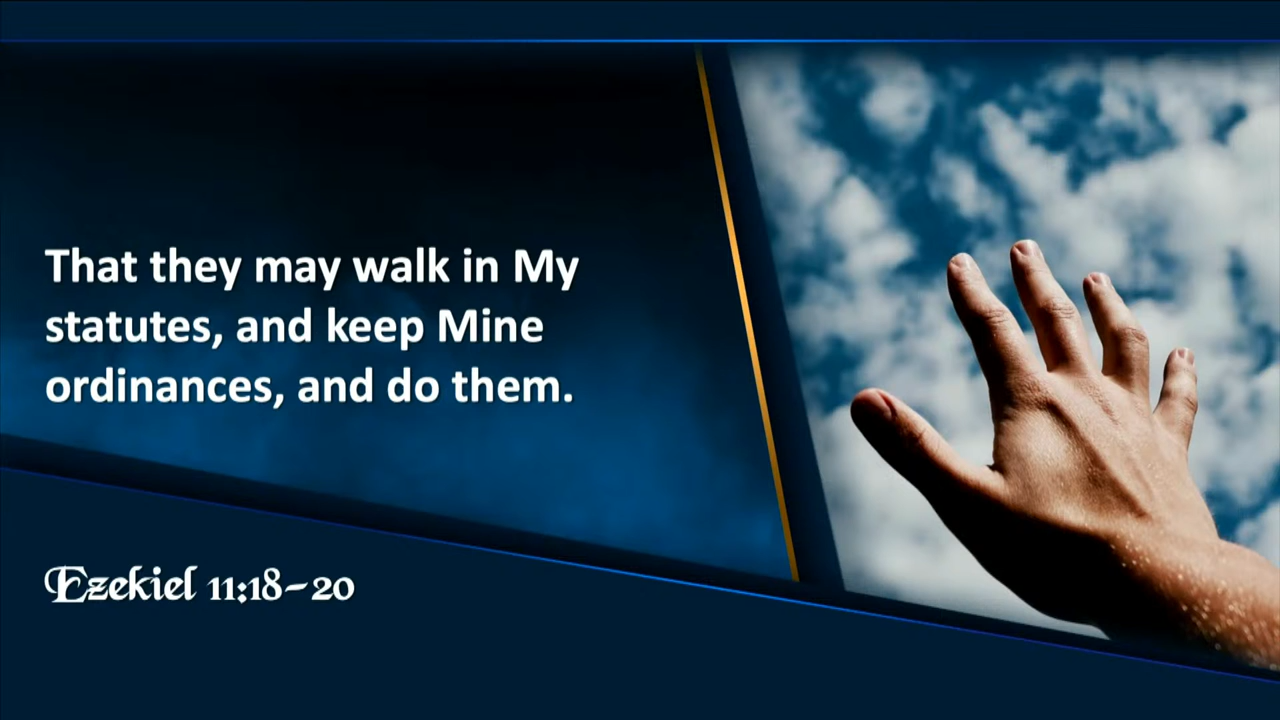 That they may walk in My
statutes, and keep Mine
ordinances, and do them.
Ezekiel 11:18-20